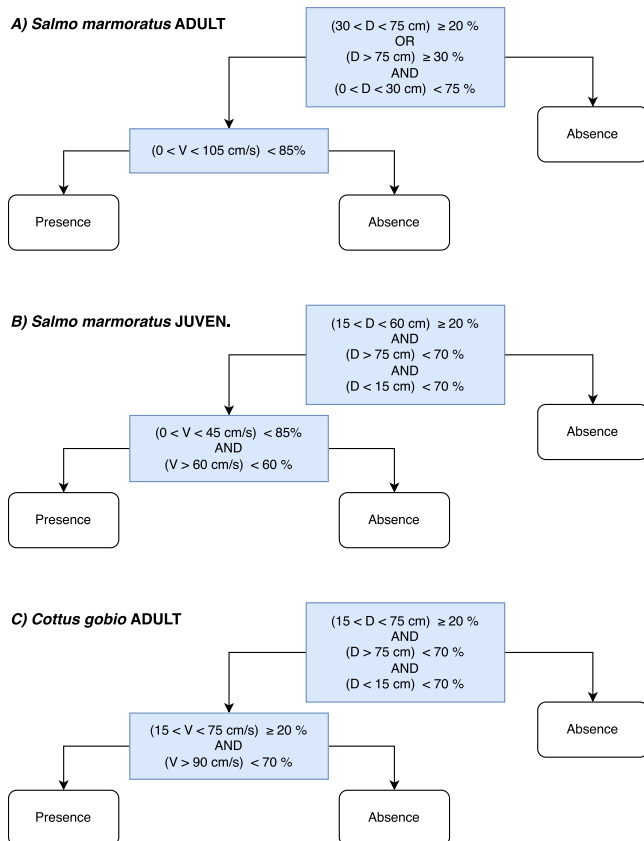 A) Salmo marmoratus ADULT
(30 < D < 75 cm) ≥ 20 %
OR
(D > 75 cm) ≥ 30 %
AND
(0 < D < 30 cm) < 75 %
Absence
(0 < V < 105 cm/s) < 85%
Presence
Absence
B) Salmo marmoratus JUVEN.
(15 < D < 60 cm) ≥ 20 %
AND
(D > 75 cm) < 70 %
AND
(D < 15 cm) < 70 %
Absence
(0 < V < 45 cm/s) < 85%
AND
(V > 60 cm/s) < 60 %
Presence
Absence
C) Cottus gobio ADULT
(15 < D < 75 cm) ≥ 20 %
AND
(D > 75 cm) < 70 %
AND
(D < 15 cm) < 70 %
Absence
(15 < V < 75 cm/s) ≥ 20 %
AND
(V > 90 cm/s) < 70 %
Presence
Absence